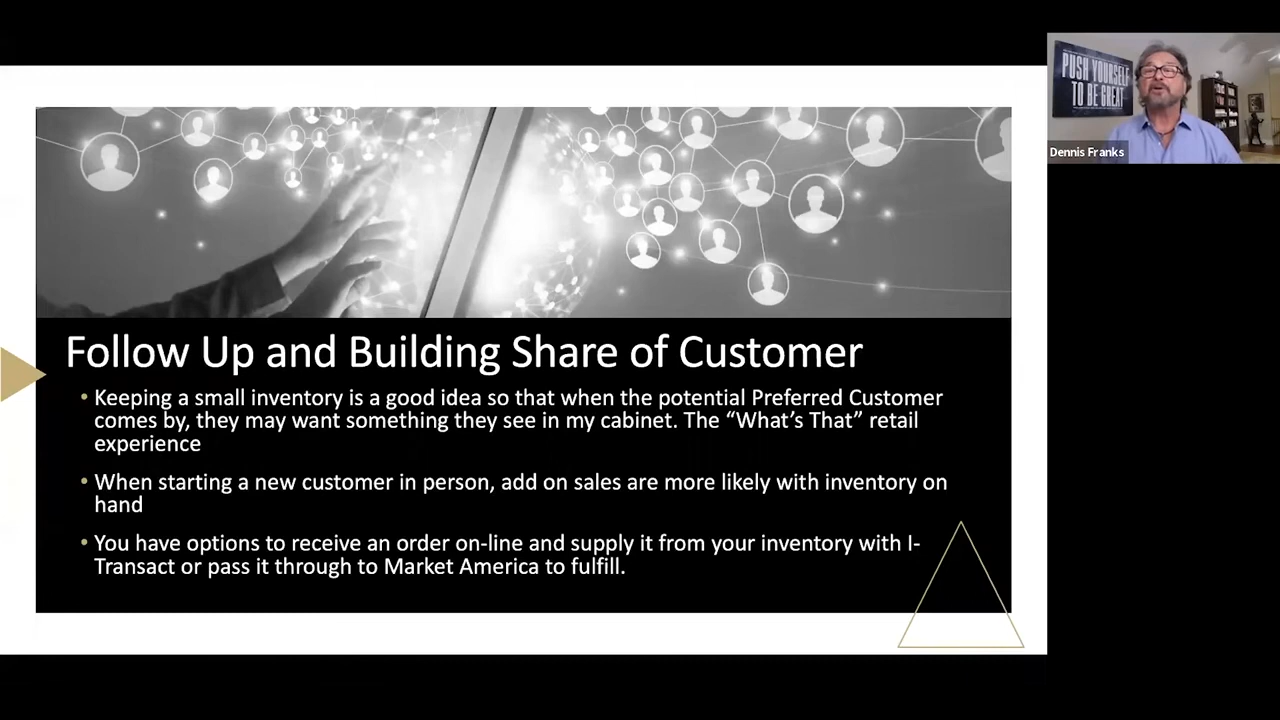 PUSH YOURSELF
TO BE GREAT
Dennis Franks
Follow Up and Building Share of Customer
• Keeping a small inventory is a good idea so that when the potential Preferred Customer
comes by, they may want something they see in my cabinet. The “What’s That” retail
experience
• When starting a new customer in person, add on sales are more likely with inventory on
hand
• You have options to receive an order on-line and supply it from your inventory with I-
Transact or pass it through to Market America to fulfill.